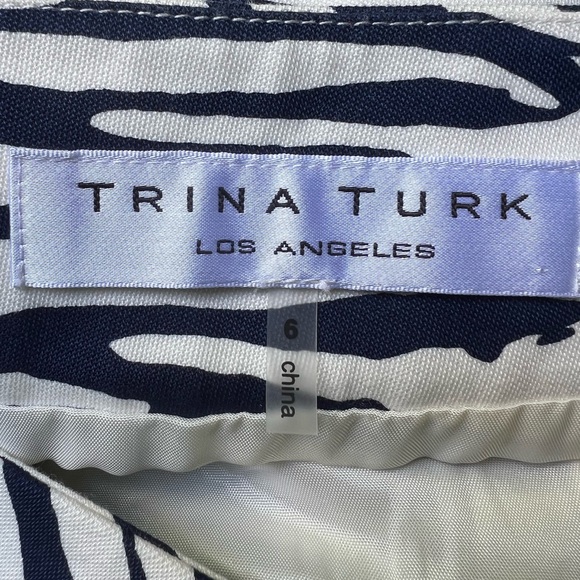 TRINA TURK
LOS ANGELES
6
china